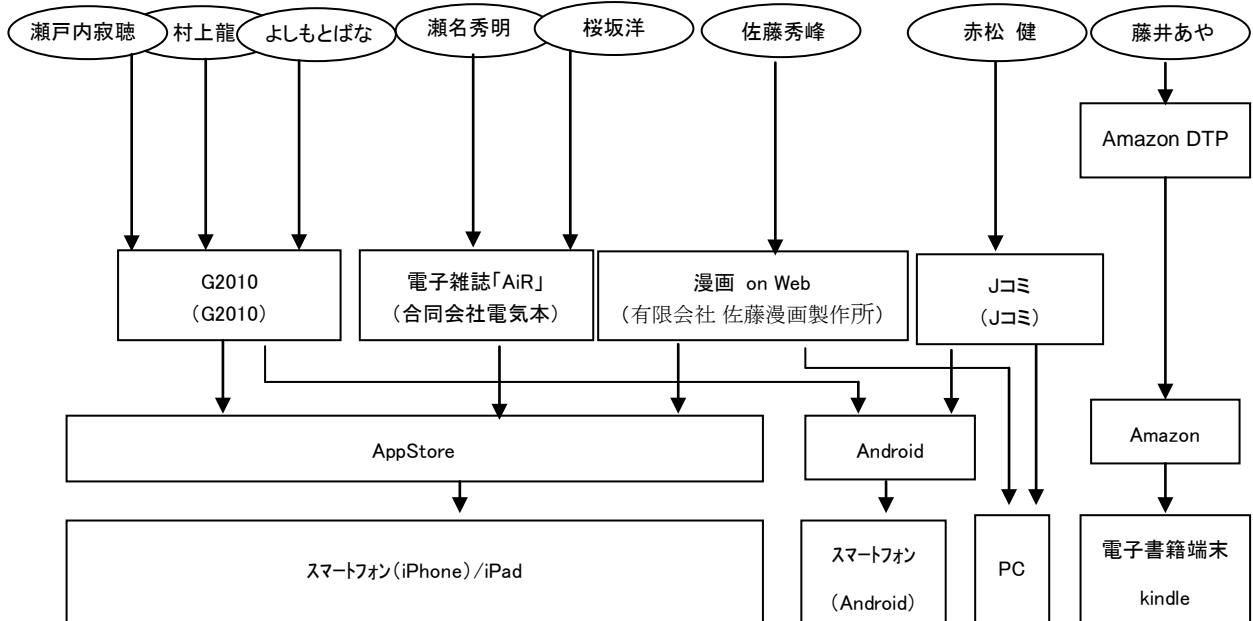 瀬戸内寂聴
村上龍
よしもとばな
瀬名秀明
桜坂洋
佐藤秀峰
赤松 健
藤井あや
Amazon DTP
G2010
(G2010)
電子雑誌「AiR」
(合同会社電気本)
漫画 on Web
(有限会社 佐藤漫画製作所)
Jコミ
(Jコミ)
AppStore
Android
Amazon
スマートフォン(iPhone)/iPad
スマートフォン
(Android)
PC
電子書籍端末
kindle